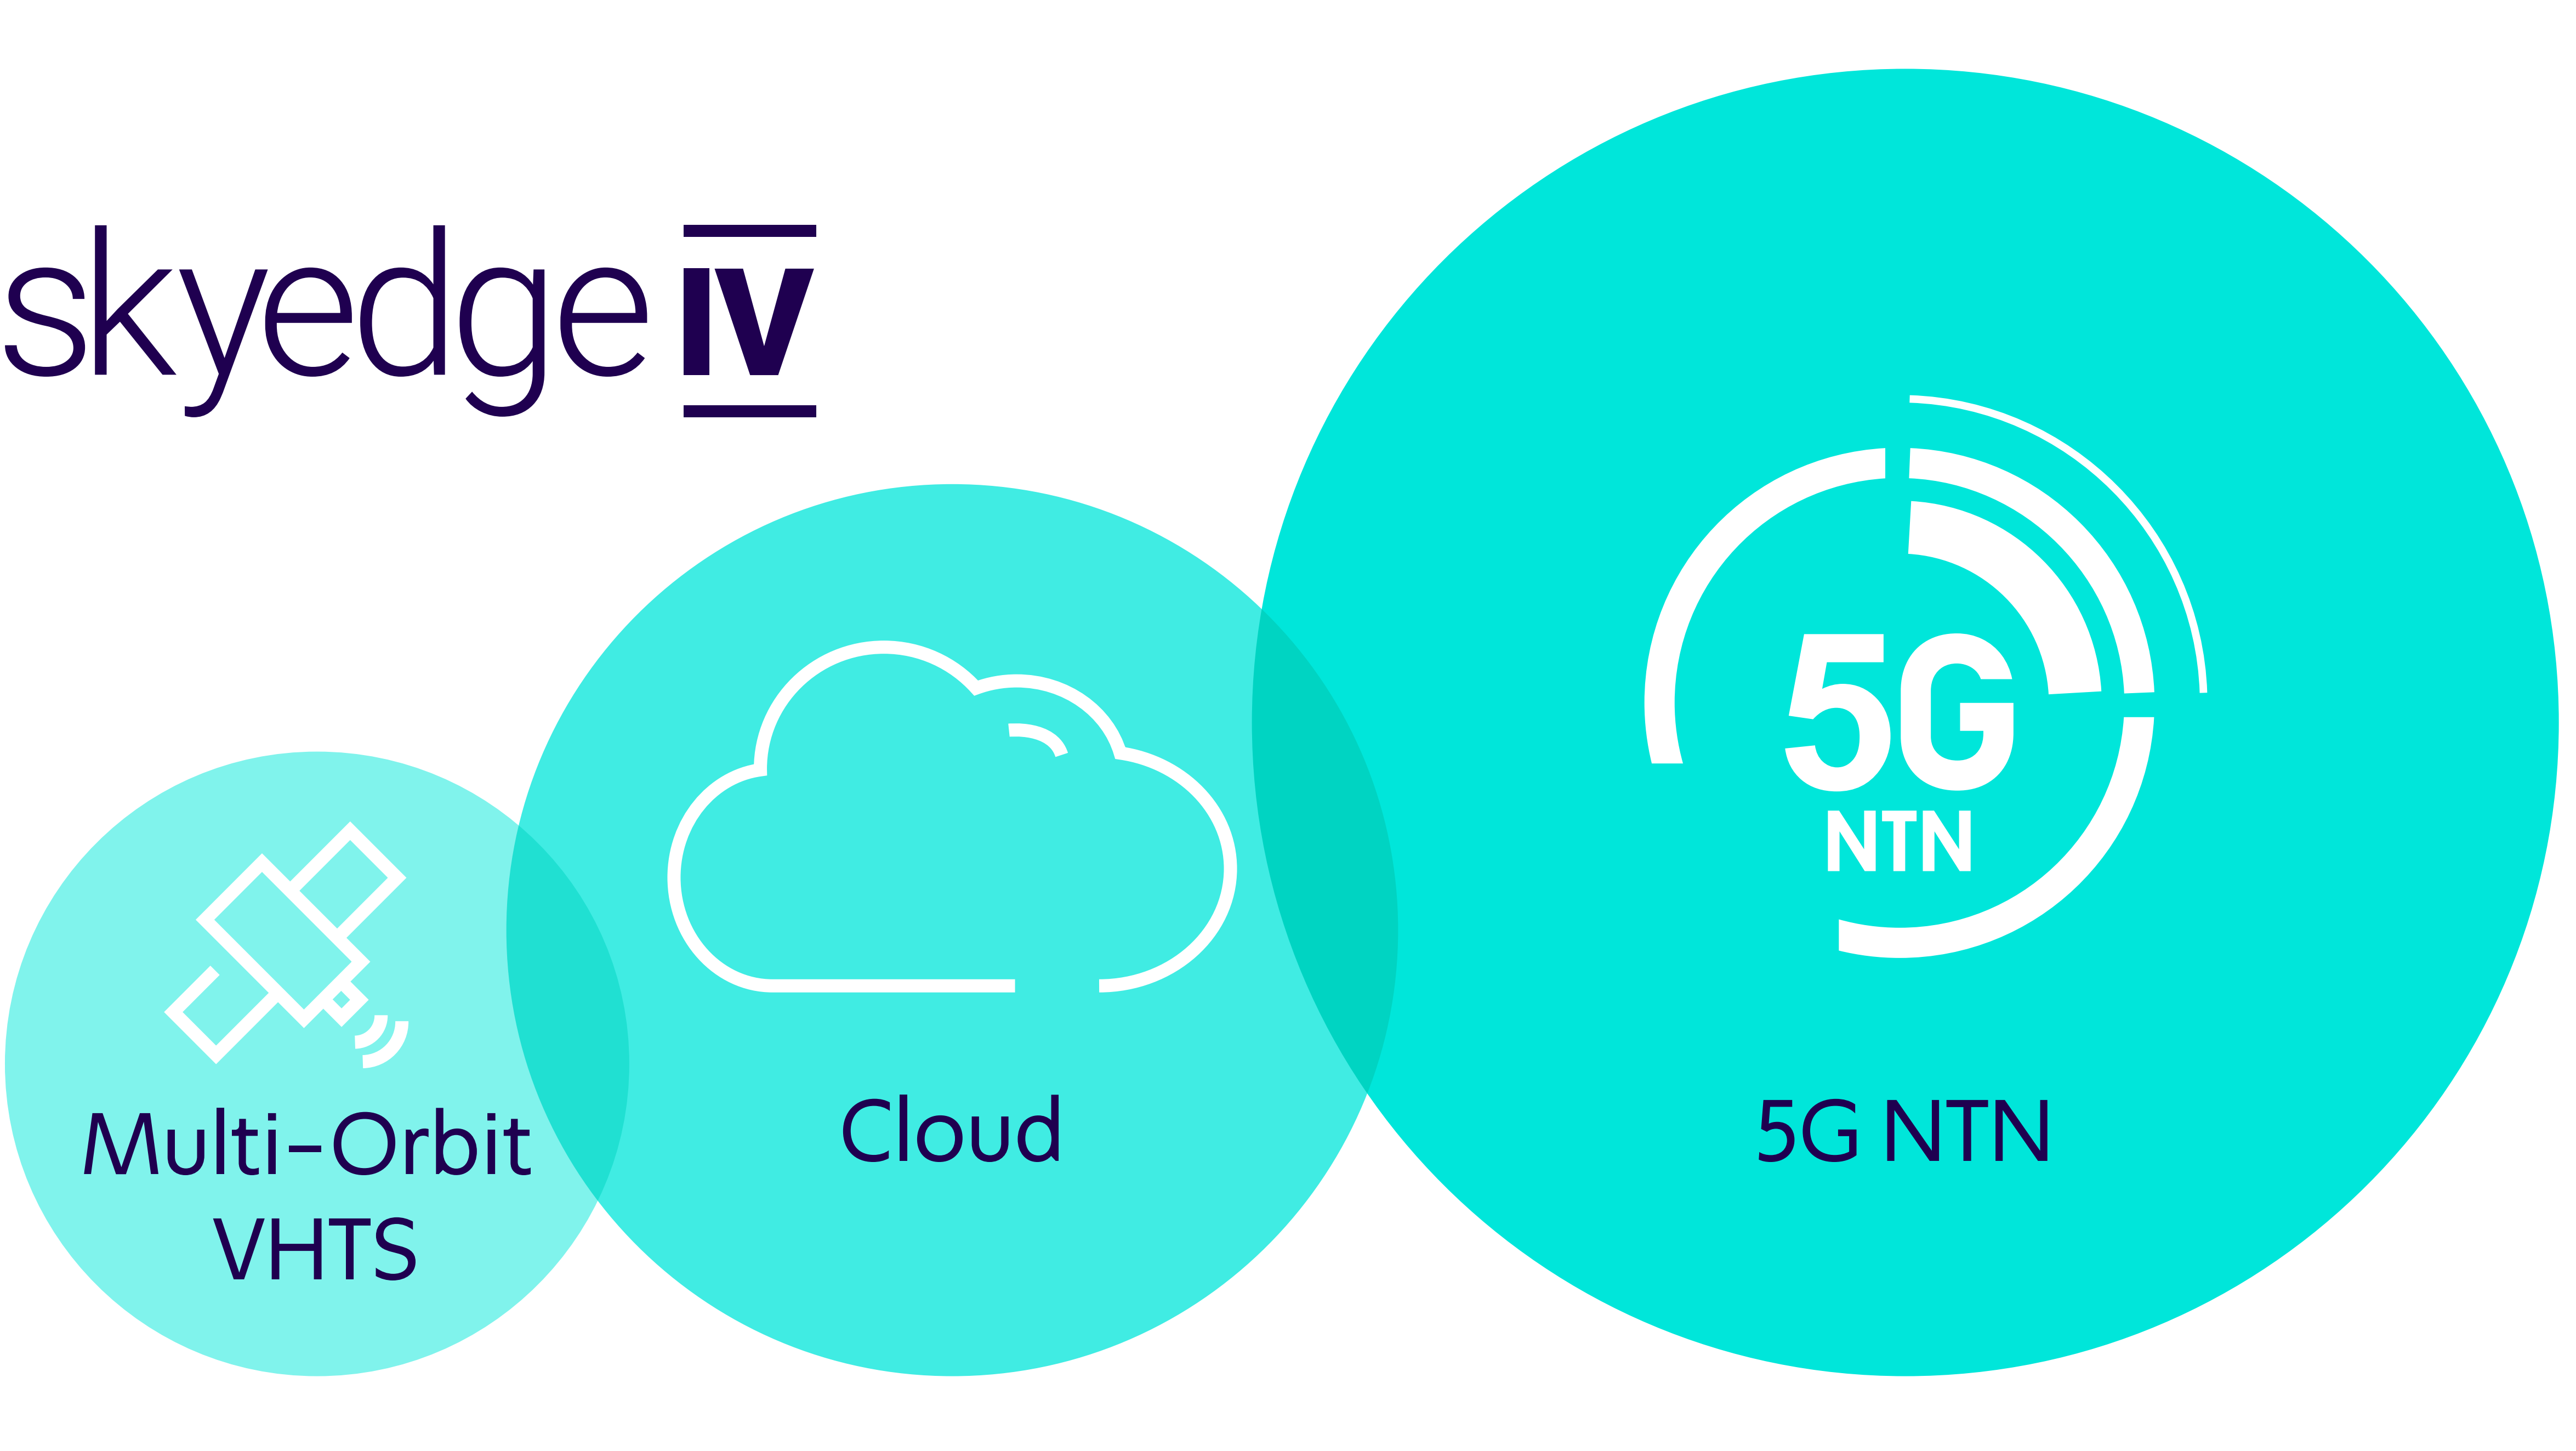 skyedge IV
5G
NTN
Multi-Orbit
VHTS
Cloud
5G NTN